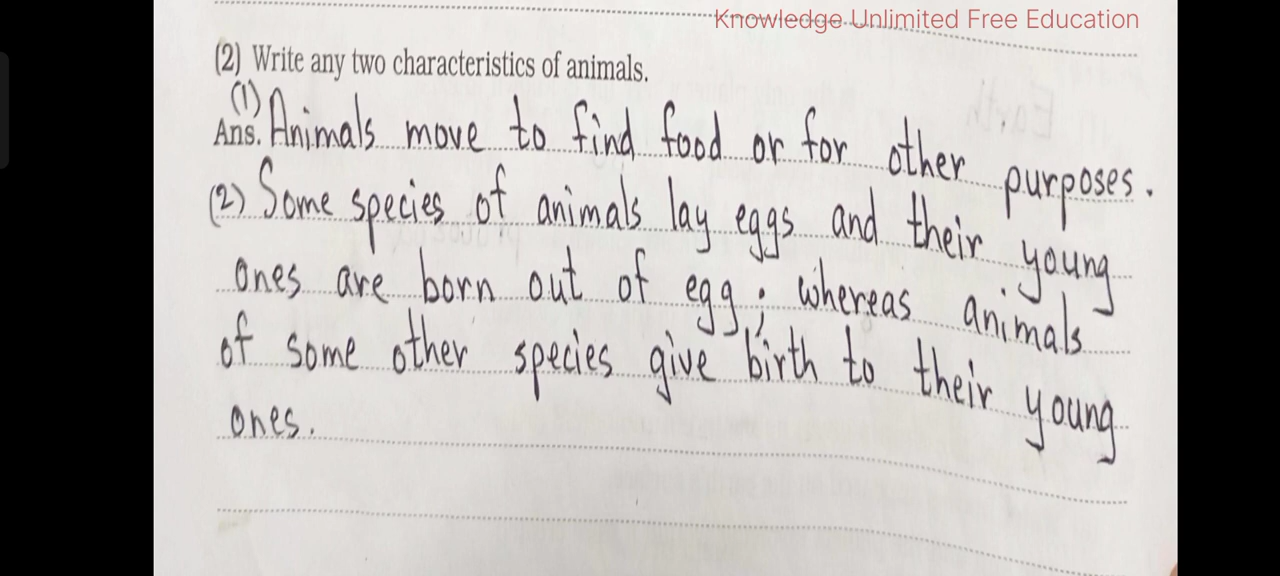 Knowledge Unlimited Free Education
(2) Write any two characteristics of animals.
(1)
Ans. Animals move to find food or for other purposes.
(2) Some species of animals lay eggs and their young
ones are born out of egg; whereas animals
of some other species give birth to their young
ones.